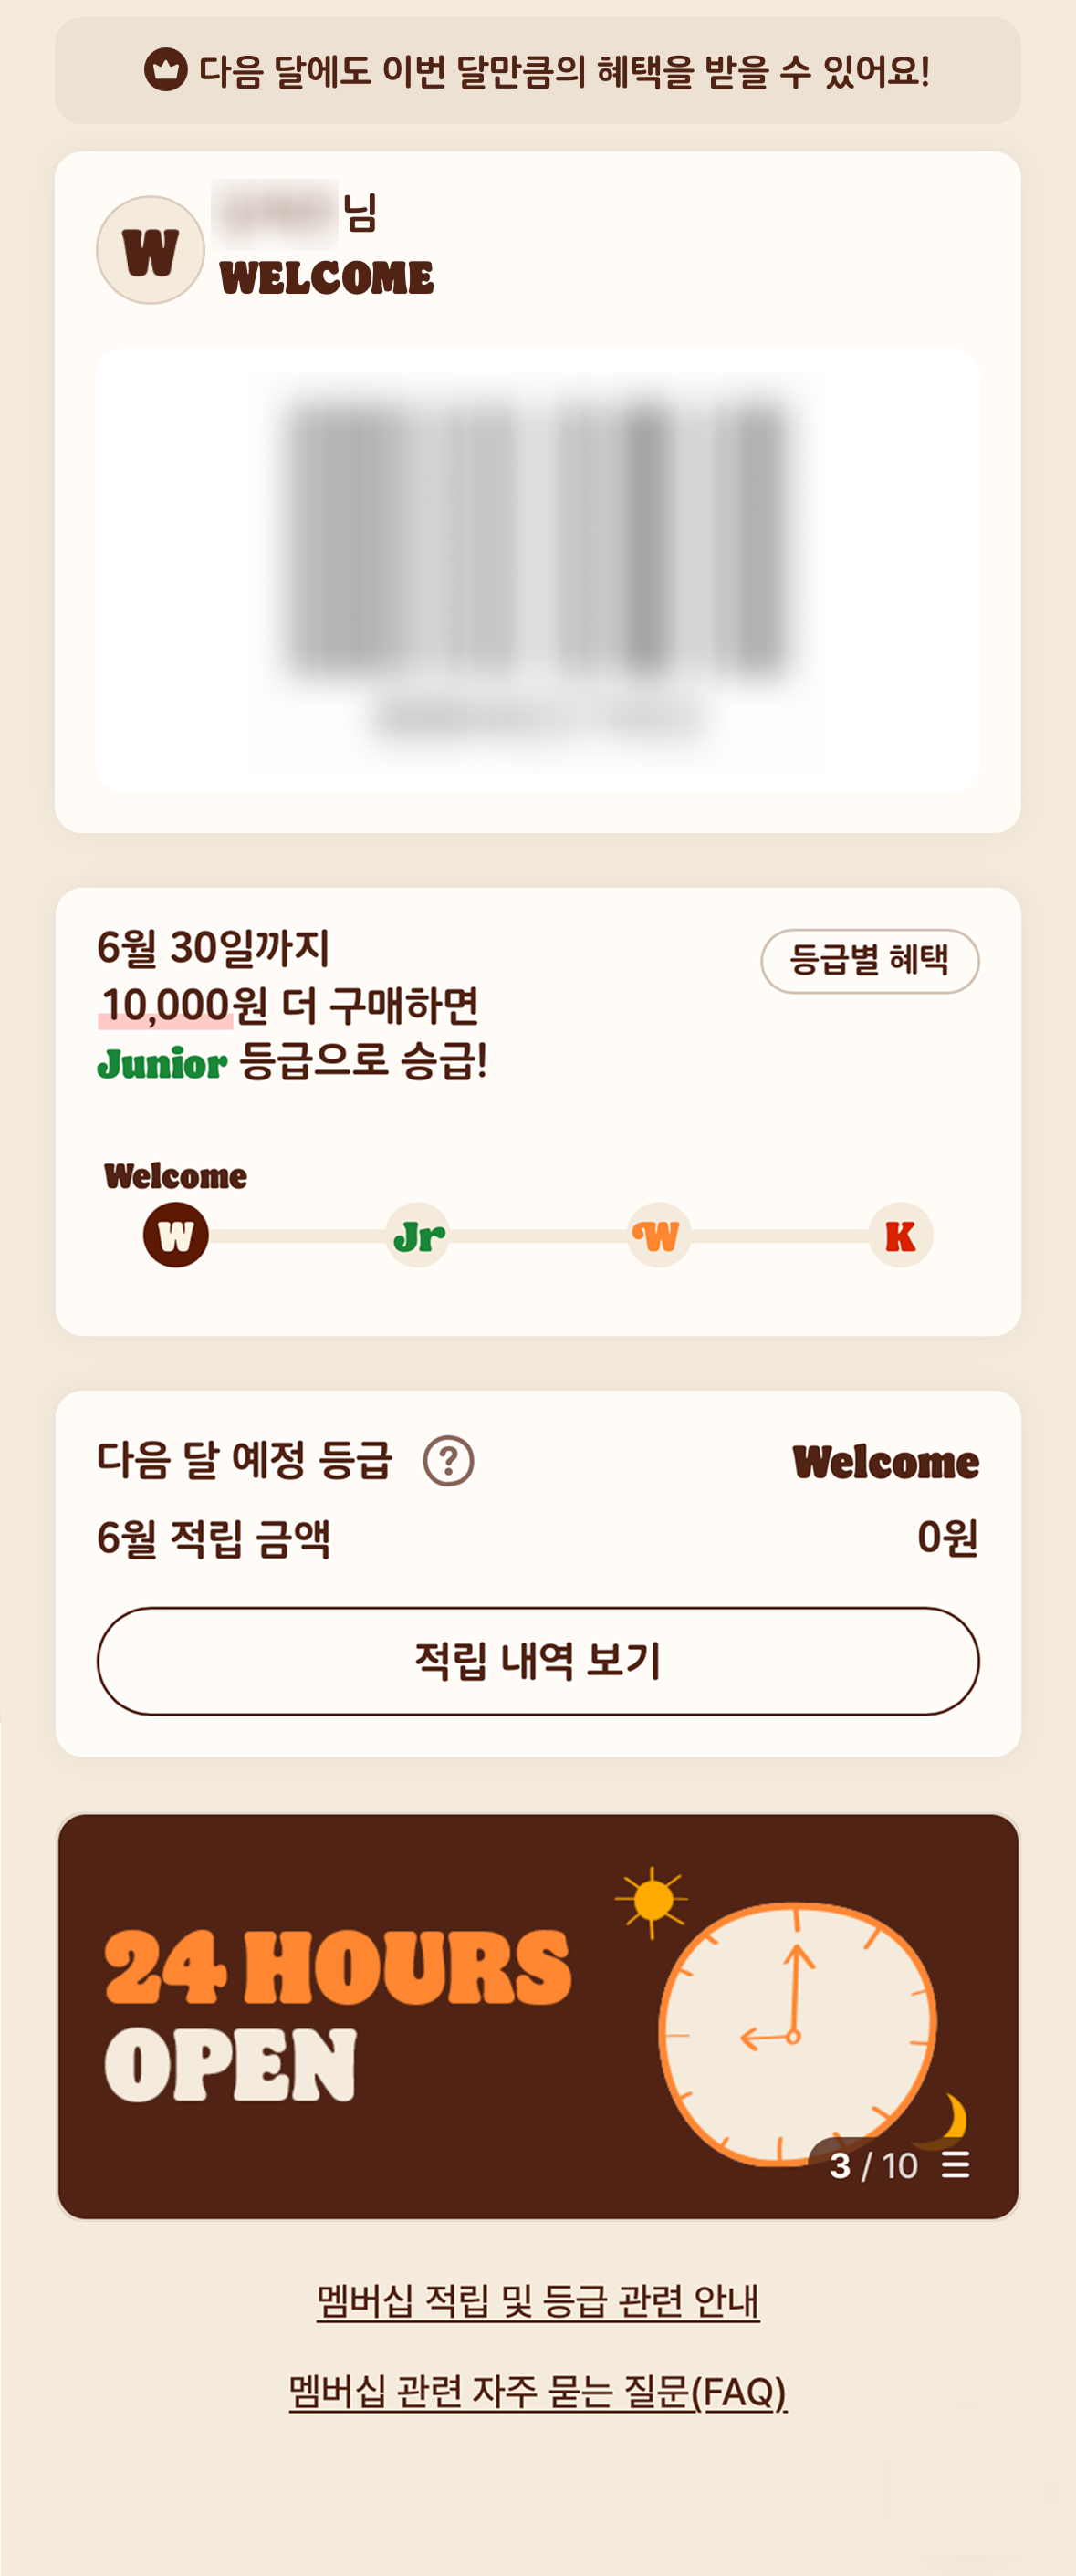 다음 달에도 이번 달만큼의 혜택을 받을 수 있어요!
님
W
WELCOME
6월 30일까지
등급별 혜택
10,000원 더 구매하면
Junior 등급으로 승급!
Welcome
W Jr W K
다음 달 예정 등급 ? Welcome
6월 적립 금액 0원
적립 내역 보기
24 HOURS
OPEN
3 / 10
멤버십 적립 및 등급 관련 안내
멤버십 관련 자주 묻는 질문(FAQ)